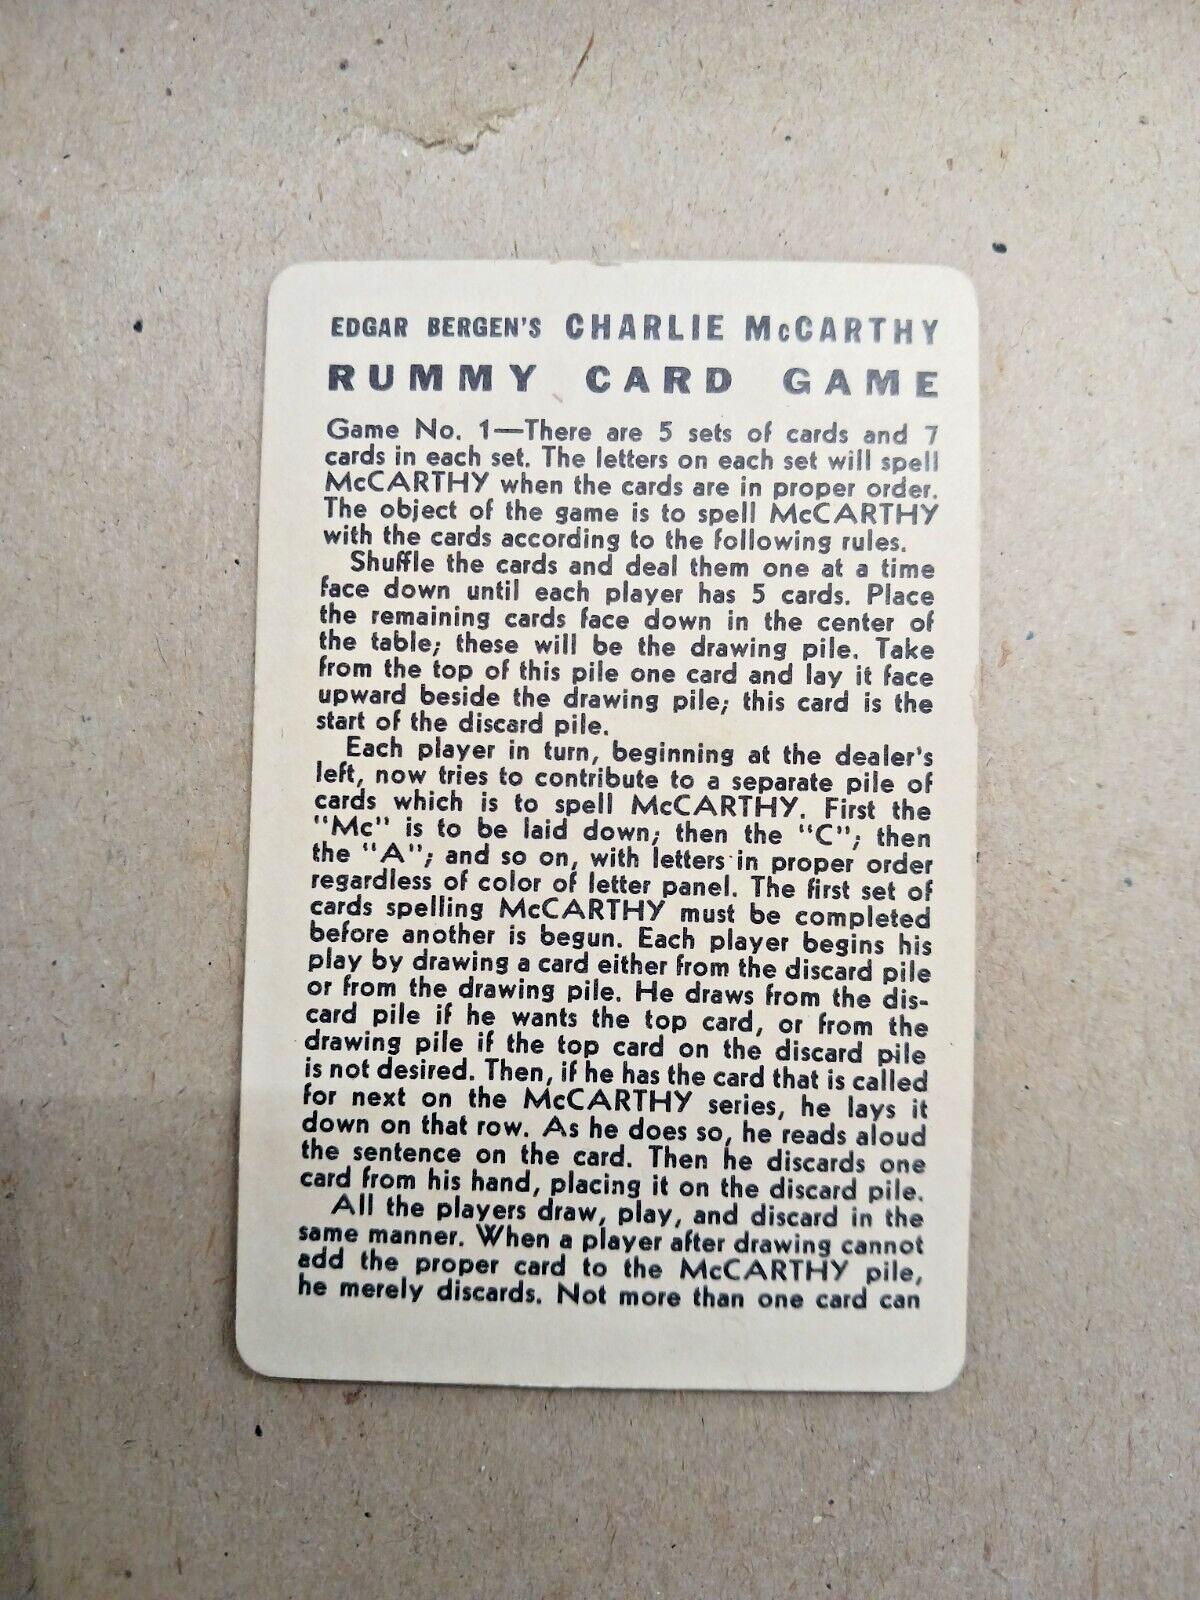 EDGAR BERGEN'S CHARLIE McCARTHY
RUMMY CARD GAME
Game No. 1—There are 5 sets of cards and 7
cards in each set. The letters on each set will spell
McCARTHY when the cards are in proper order.
The object of the game is to spell McCARTHY
with the cards according to the following rules.
Shuffle the cards and deal them one at a time
face down until each player has 5 cards. Place
the remaining cards face down in the center of
the table; these will be the drawing pile. Take
from the top of this pile one card and lay it face
upward beside the drawing pile; this card is the
start of the discard pile.
Each player in turn, beginning at the dealer's
left, now tries to contribute to a separate pile of
cards which is to spell McCARTHY. First the
"Mc" is to be laid down; then the "C"; then
the "A"; and so on, with letters in proper order
regardless of color of letter panel. The first set of
cards spelling McCARTHY must be completed
before another is begun. Each player begins his
play by drawing a card either from the discard pile
or from the drawing pile. He draws from the dis-
card pile if he wants the top card, or from the
drawing pile if the top card on the discard pile
is not desired. Then, if he has the card that is called
for next on the McCARTHY series, he lays it
down on that row. As he does so, he reads aloud
the sentence on the card. Then he discards one
card from his hand, placing it on the discard pile.
All the players draw, play, and discard in the
same manner. When a player after drawing cannot
add the proper card to the McCARTHY pile,
he merely discards. Not more than one card can